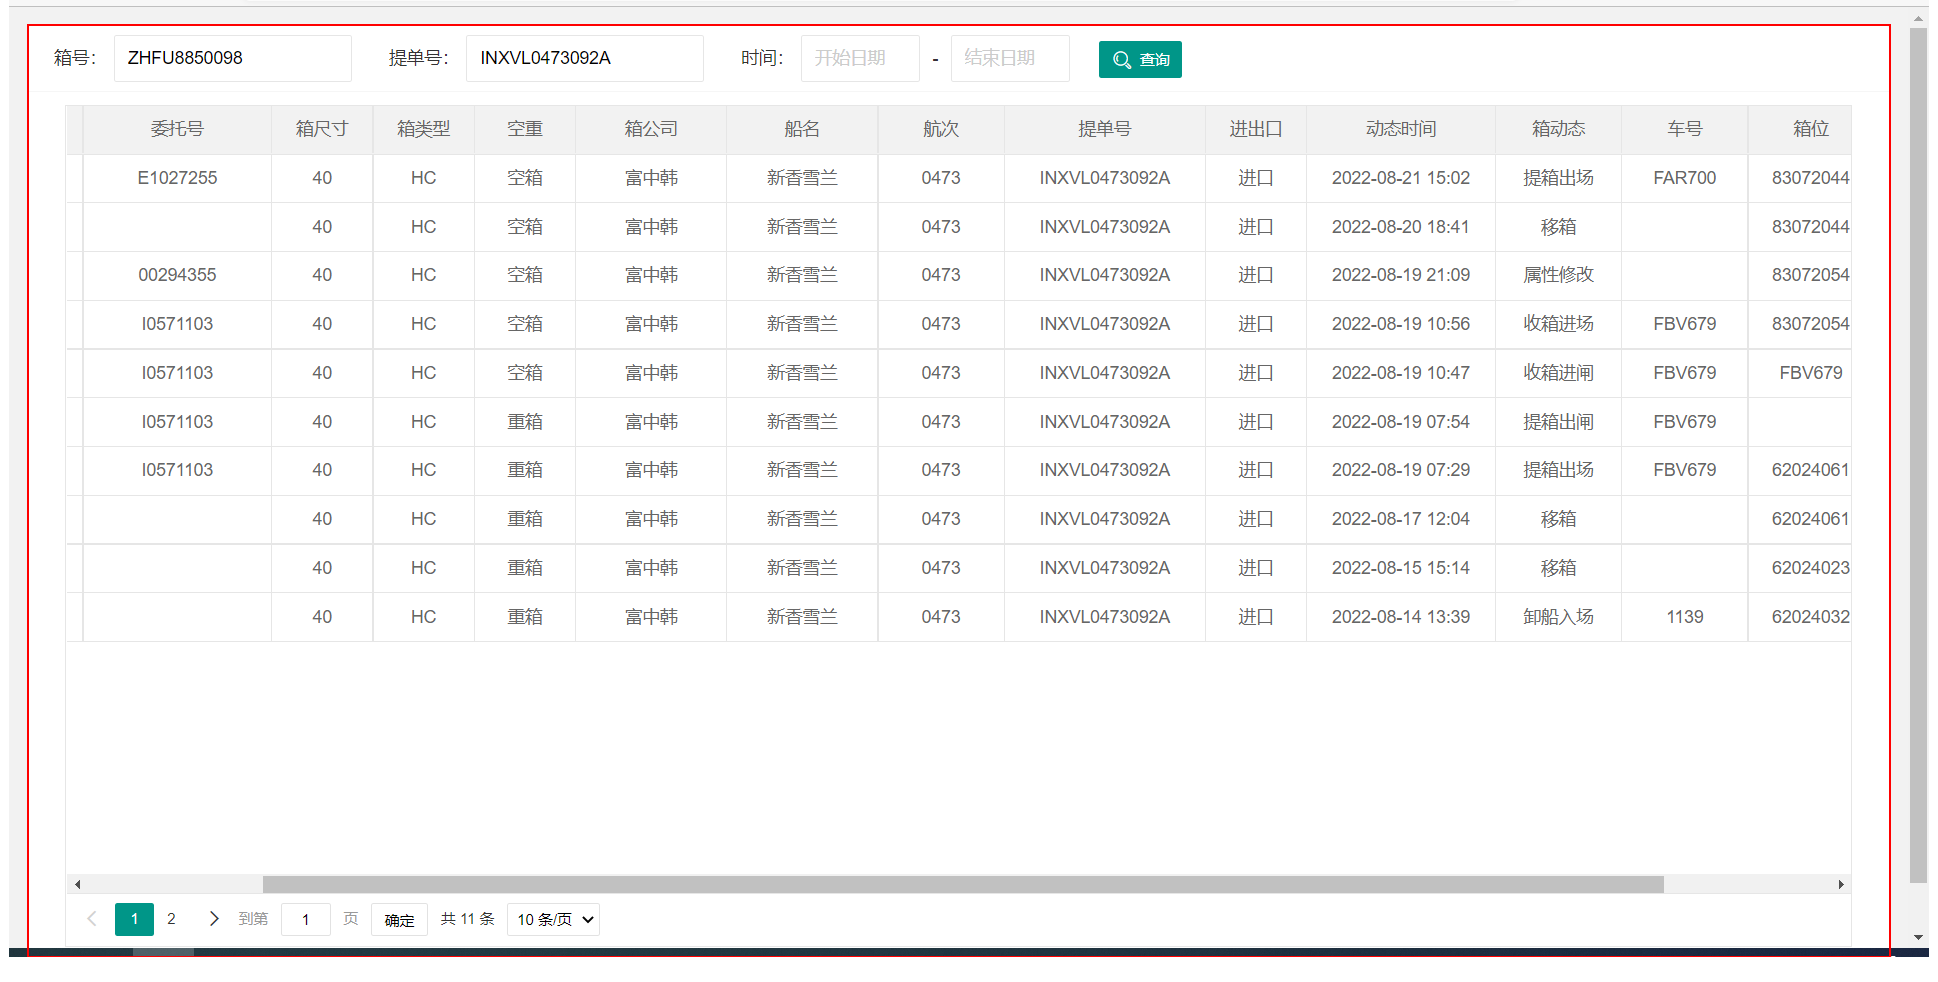 箱号： ZHFU8850098 提单号： INXVL0473092A 时间： 开始日期 - 结束日期 查询
委托号 箱尺寸 箱类型 空重 箱公司 船名 航次 提单号 进出口 动态时间 箱动态 车号 箱位
E1027255 40 HC 空箱 富中韩 新香雪兰 0473 INXVL0473092A 进口 2022-08-21 15:02 提箱出场 FAR700 83072044
40 HC 空箱 富中韩 新香雪兰 0473 INXVL0473092A 进口 2022-08-20 18:41 移箱 83072044
00294355 40 HC 空箱 富中韩 新香雪兰 0473 INXVL0473092A 进口 2022-08-19 21:09 属性修改 83072054
I0571103 40 HC 空箱 富中韩 新香雪兰 0473 INXVL0473092A 进口 2022-08-19 10:56 收箱进场 FBV679 83072054
I0571103 40 HC 空箱 富中韩 新香雪兰 0473 INXVL0473092A 进口 2022-08-19 10:47 收箱进闸 FBV679 FBV679
I0571103 40 HC 重箱 富中韩 新香雪兰 0473 INXVL0473092A 进口 2022-08-19 07:54 提箱出闸 FBV679
I0571103 40 HC 重箱 富中韩 新香雪兰 0473 INXVL0473092A 进口 2022-08-19 07:29 提箱出场 FBV679 62024061
40 HC 重箱 富中韩 新香雪兰 0473 INXVL0473092A 进口 2022-08-17 12:04 移箱 62024061
40 HC 重箱 富中韩 新香雪兰 0473 INXVL0473092A 进口 2022-08-15 15:14 移箱 62024023
40 HC 重箱 富中韩 新香雪兰 0473 INXVL0473092A 进口 2022-08-14 13:39 卸船入场 1139 62024032
1 2 到第 1 页 确定 共 11 条 10 条/页